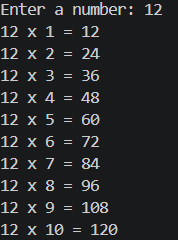 Enter a number: 12
12 x 1 = 12
12 x 2 = 24
12 x 3 = 36
12 x 4 = 48
12 x 5 = 60
12 x 6 = 72
12 x 7 = 84
12 x 8 = 96
12 x 9 = 108
12 x 10 = 120